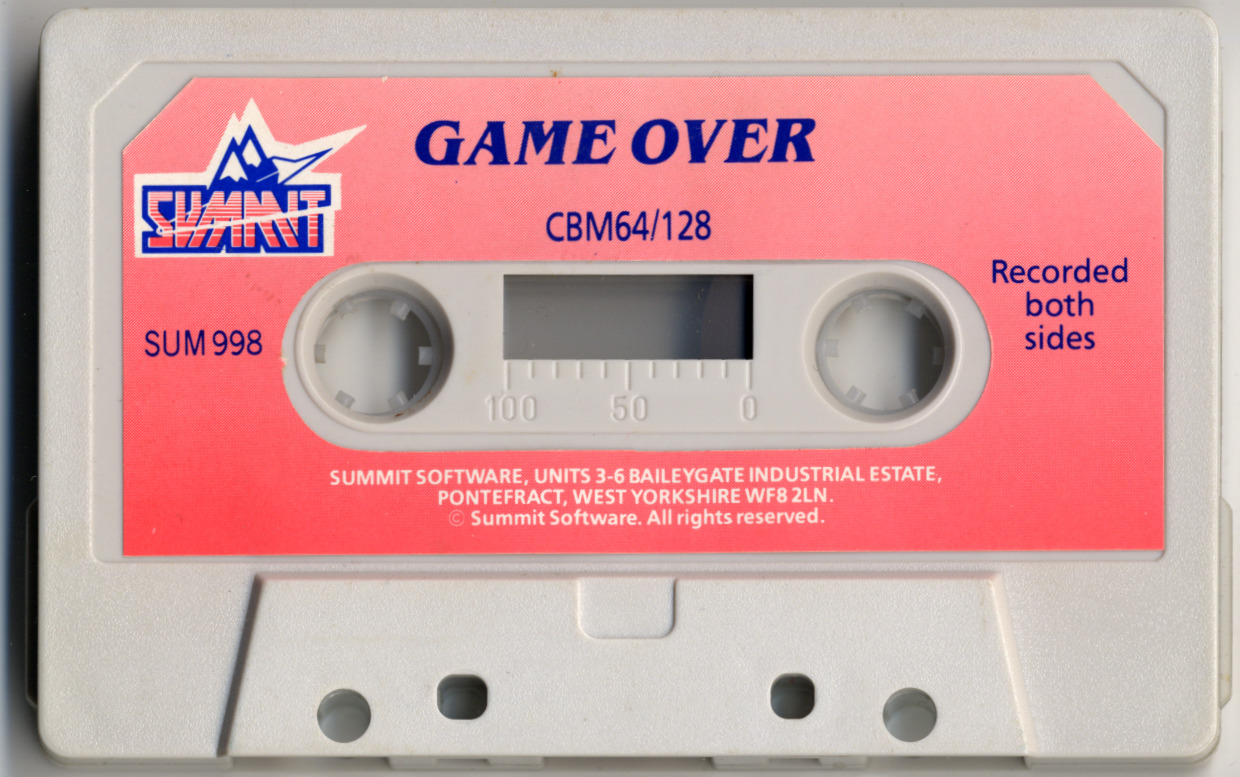 GAME OVER
SUMMIT
CBM64/128
Recorded
both
sides
SUM 998
100 50 0
SUMMIT SOFTWARE, UNITS 3-6 BAILEYGATE INDUSTRIAL ESTATE,
PONTEFRACT, WEST YORKSHIRE WF8 2LN.
© Summit Software. All rights reserved.